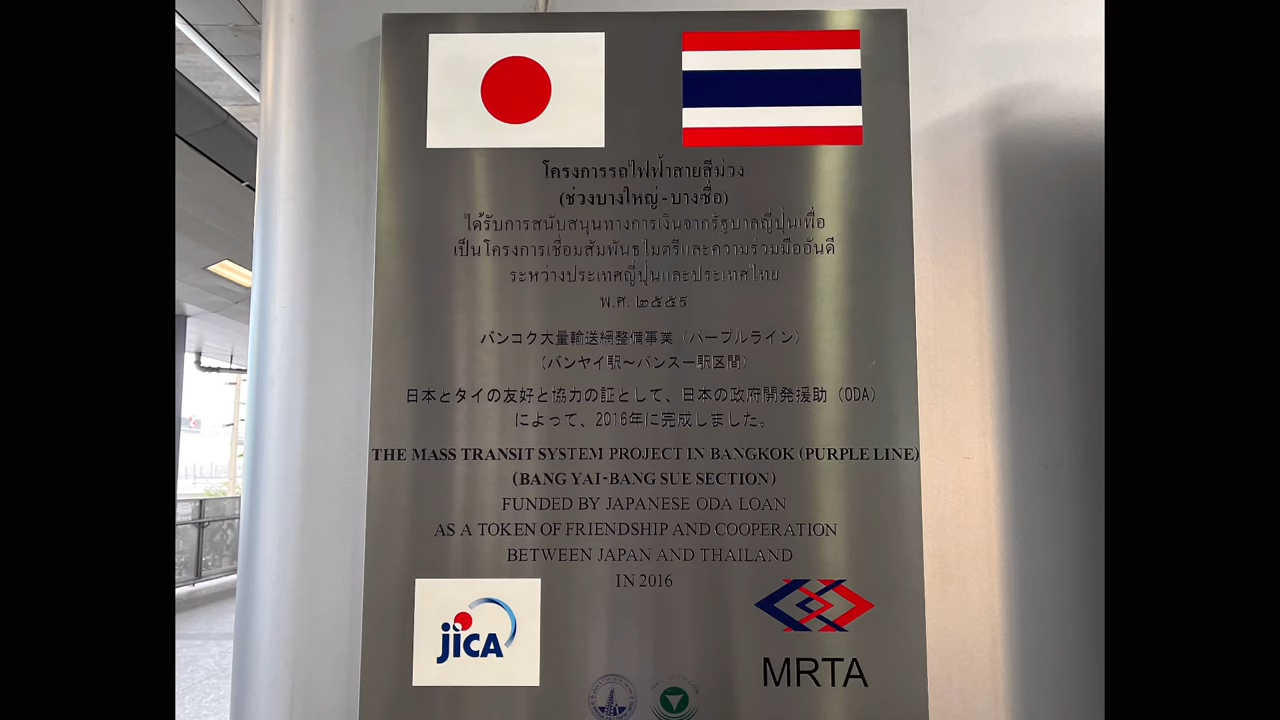 โครงการรถไฟฟ้าสายสีม่วง
(ช่วงบางใหญ่-บางซื่อ)
ได้รับการสนับสนุนทางการเงินจากรัฐบาลญี่ปุ่นเพื่อ
เป็นโครงการเชื่อมสัมพันธไมตรีและความร่วมมืออันดี
ระหว่างประเทศญี่ปุ่นและประเทศไทย
พ.ศ. ๒๕๕๙
バンコク大量輸送網整備事業（パープルライン）
（バンヤイ駅～バンスー駅区間）
日本とタイの友好と協力の証として、日本の政府開発援助（ODA）
によって、2016年に完成しました。
THE MASS TRANSIT SYSTEM PROJECT IN BANGKOK (PURPLE LINE)
(BANG YAI-BANG SUE SECTION)
FUNDED BY JAPANESE ODA LOAN
AS A TOKEN OF FRIENDSHIP AND COOPERATION
BETWEEN JAPAN AND THAILAND
IN 2016
jICA
MRTA